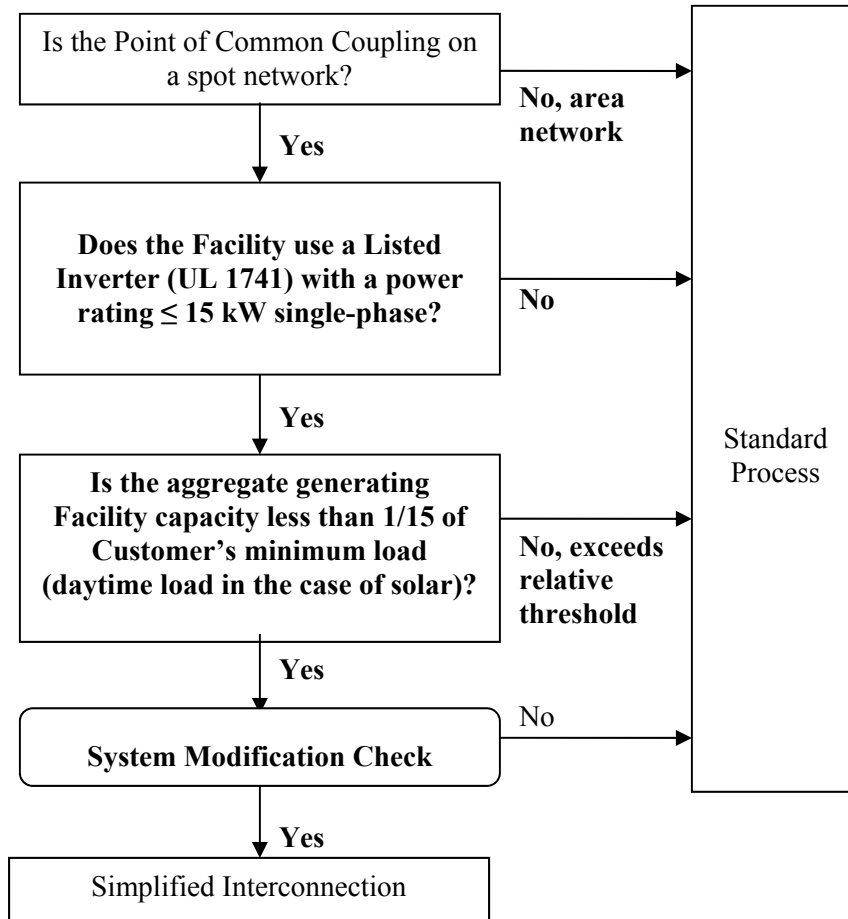 Is the Point of Common Coupling on
a spot network?
No, area
network
Yes
Does the Facility use a Listed
Inverter (UL 1741) with a power
rating ≤ 15 kW single-phase?
No
Yes
Is the aggregate generating
Facility capacity less than 1/15 of
Customer’s minimum load
(daytime load in the case of solar)?
No, exceeds
relative
threshold
Yes
System Modification Check
No
Yes
Simplified Interconnection
Standard
Process